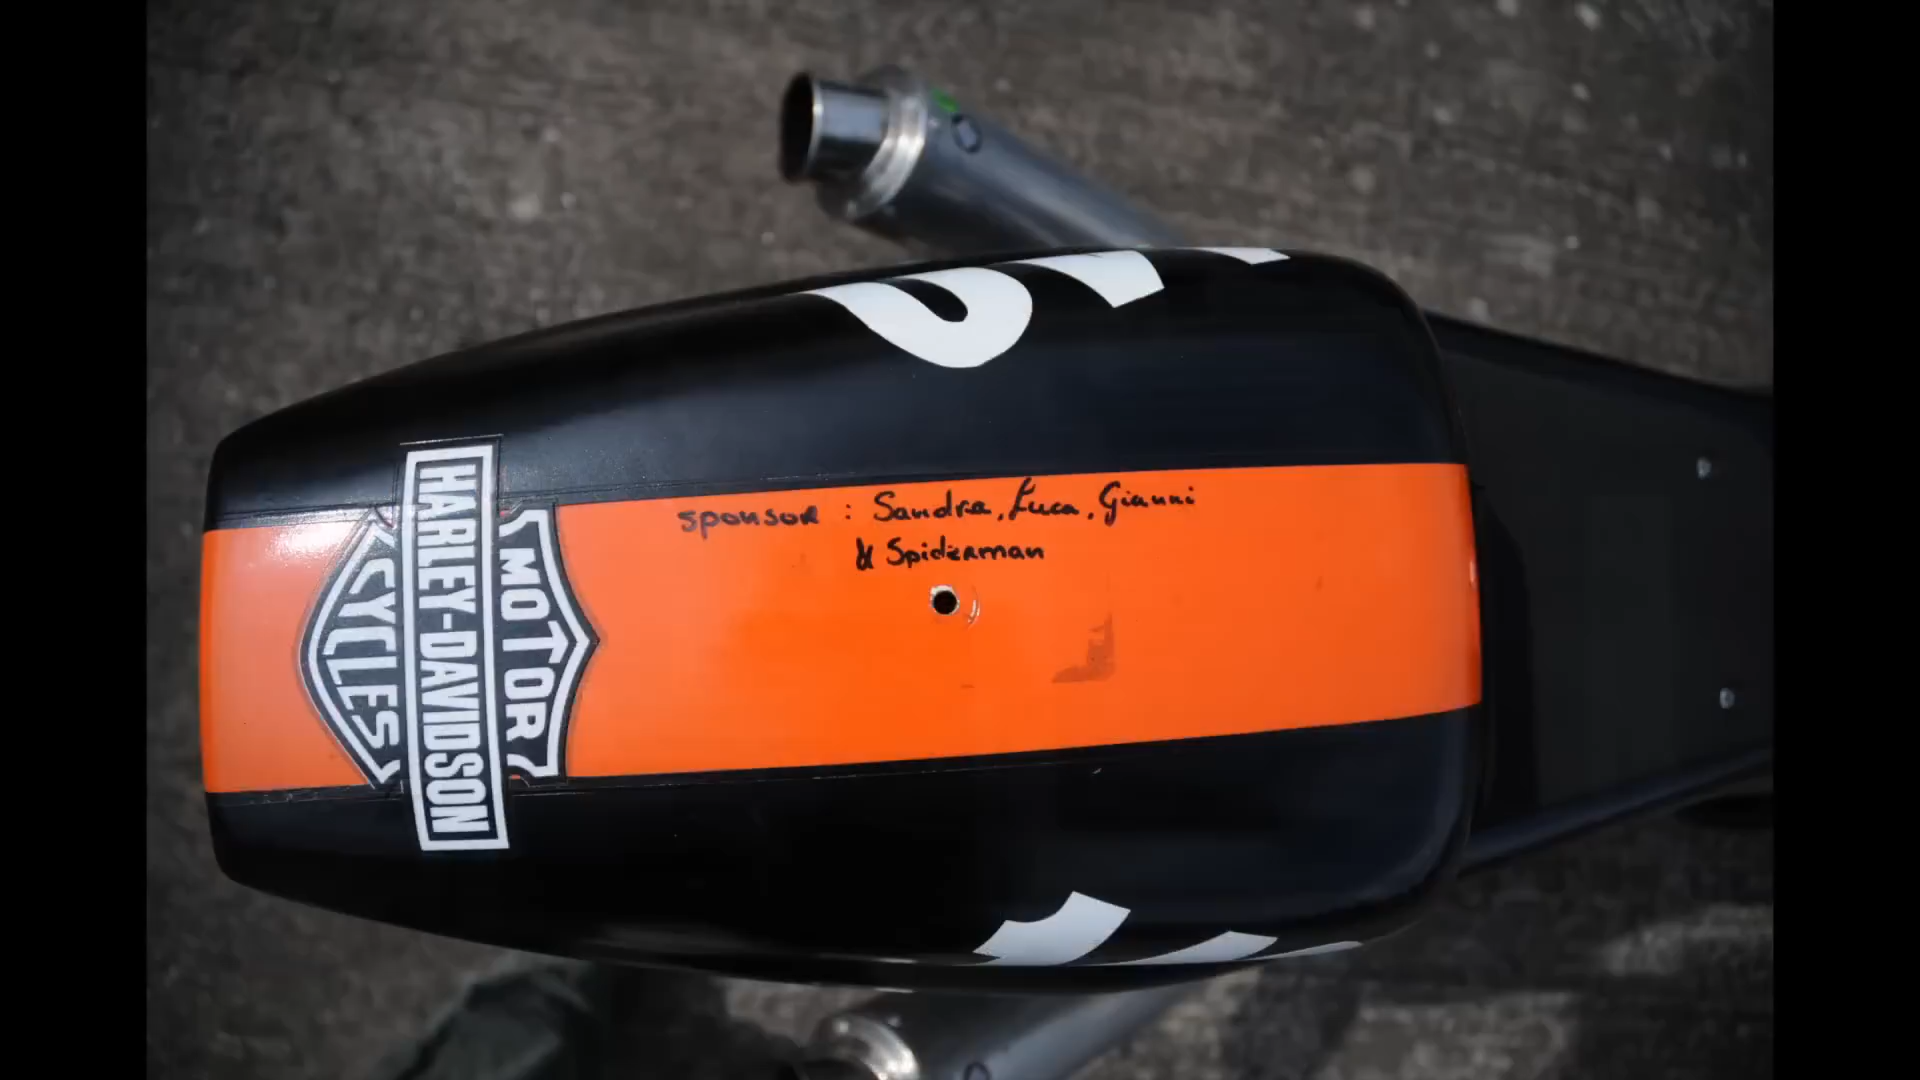 sponsor : Sandra, Luca, Gianni
& Spiderman
MOTOR
HARLEY-DAVIDSON
CYCLES